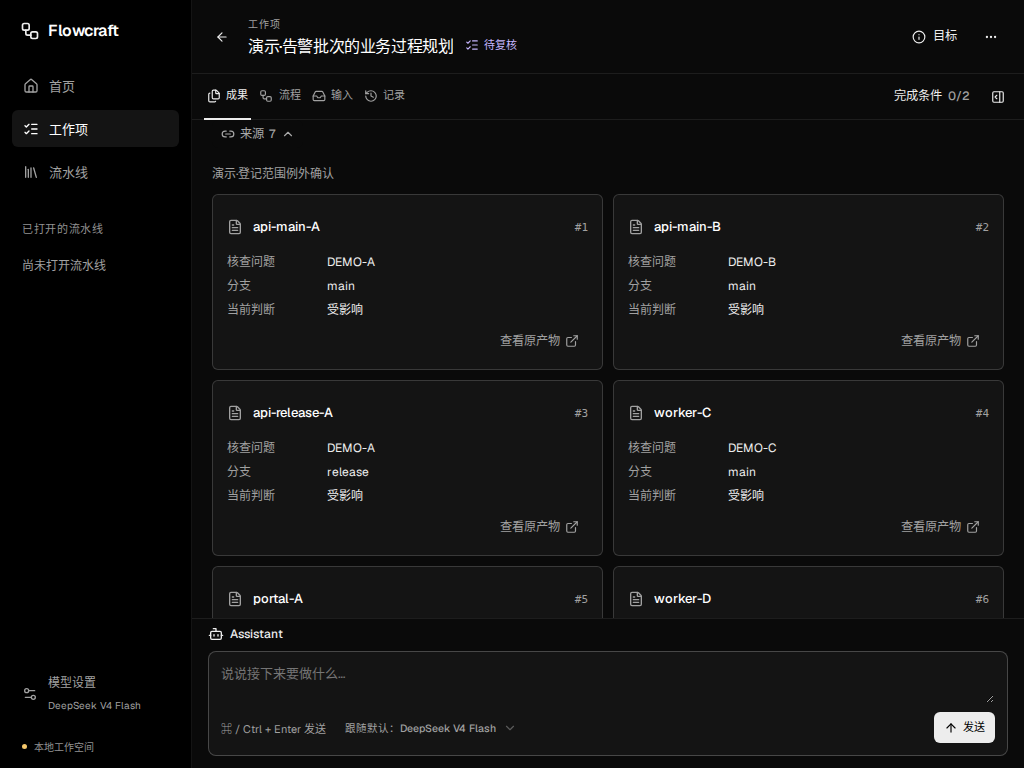 Flowcraft
首页
工作项
流水线
已打开的流水线
尚未打开流水线
模型设置
DeepSeek V4 Flash
本地工作空间
工作项
演示·告警批次的业务过程规划
待复核
目标
成果
流程
输入
记录
完成条件 0/2
来源 7
演示·登记范围例外确认
api-main-A #1
核查问题 DEMO-A
分支 main
当前判断 受影响
查看原产物
api-main-B #2
核查问题 DEMO-B
分支 main
当前判断 受影响
查看原产物
api-release-A #3
核查问题 DEMO-A
分支 release
当前判断 受影响
查看原产物
worker-C #4
核查问题 DEMO-C
分支 main
当前判断 受影响
查看原产物
portal-A #5
worker-D #6
Assistant
说说接下来要做什么…
⌘ / Ctrl + Enter 发送
跟随默认：DeepSeek V4 Flash
发送